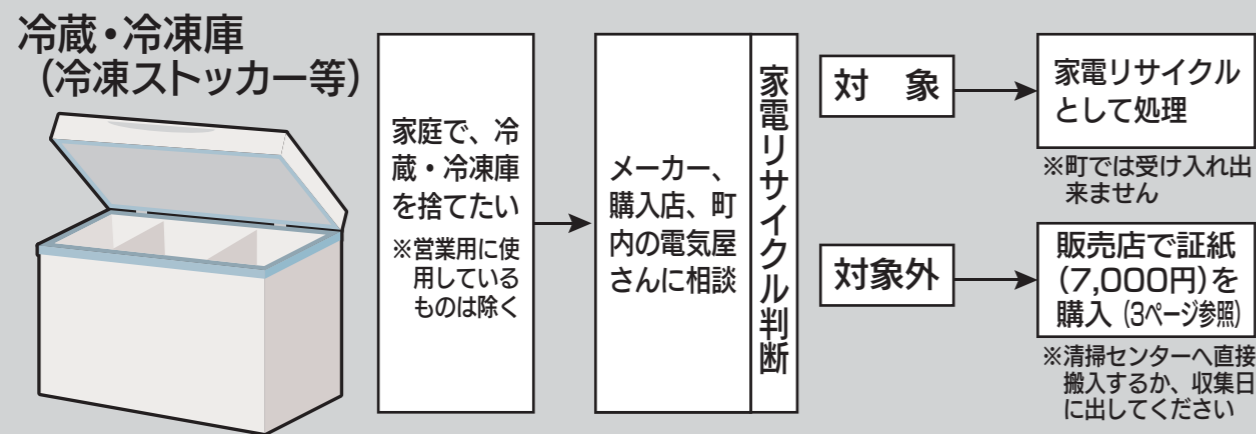 冷蔵・冷凍庫
（冷凍ストッカー等）
家庭で、冷
蔵・冷凍庫
を捨てたい
※営業用に使
用している
ものは除く
メーカー、
購入店、町
内の電気屋
さんに相談
家電リサイクル判断
対　象
家電リサイクル
として処理
※町では受け入れ出
来ません
対象外
販売店で証紙
(7,000円)を
購入 (3ページ参照)
※清掃センターへ直接
搬入するか、収集日
に出してください